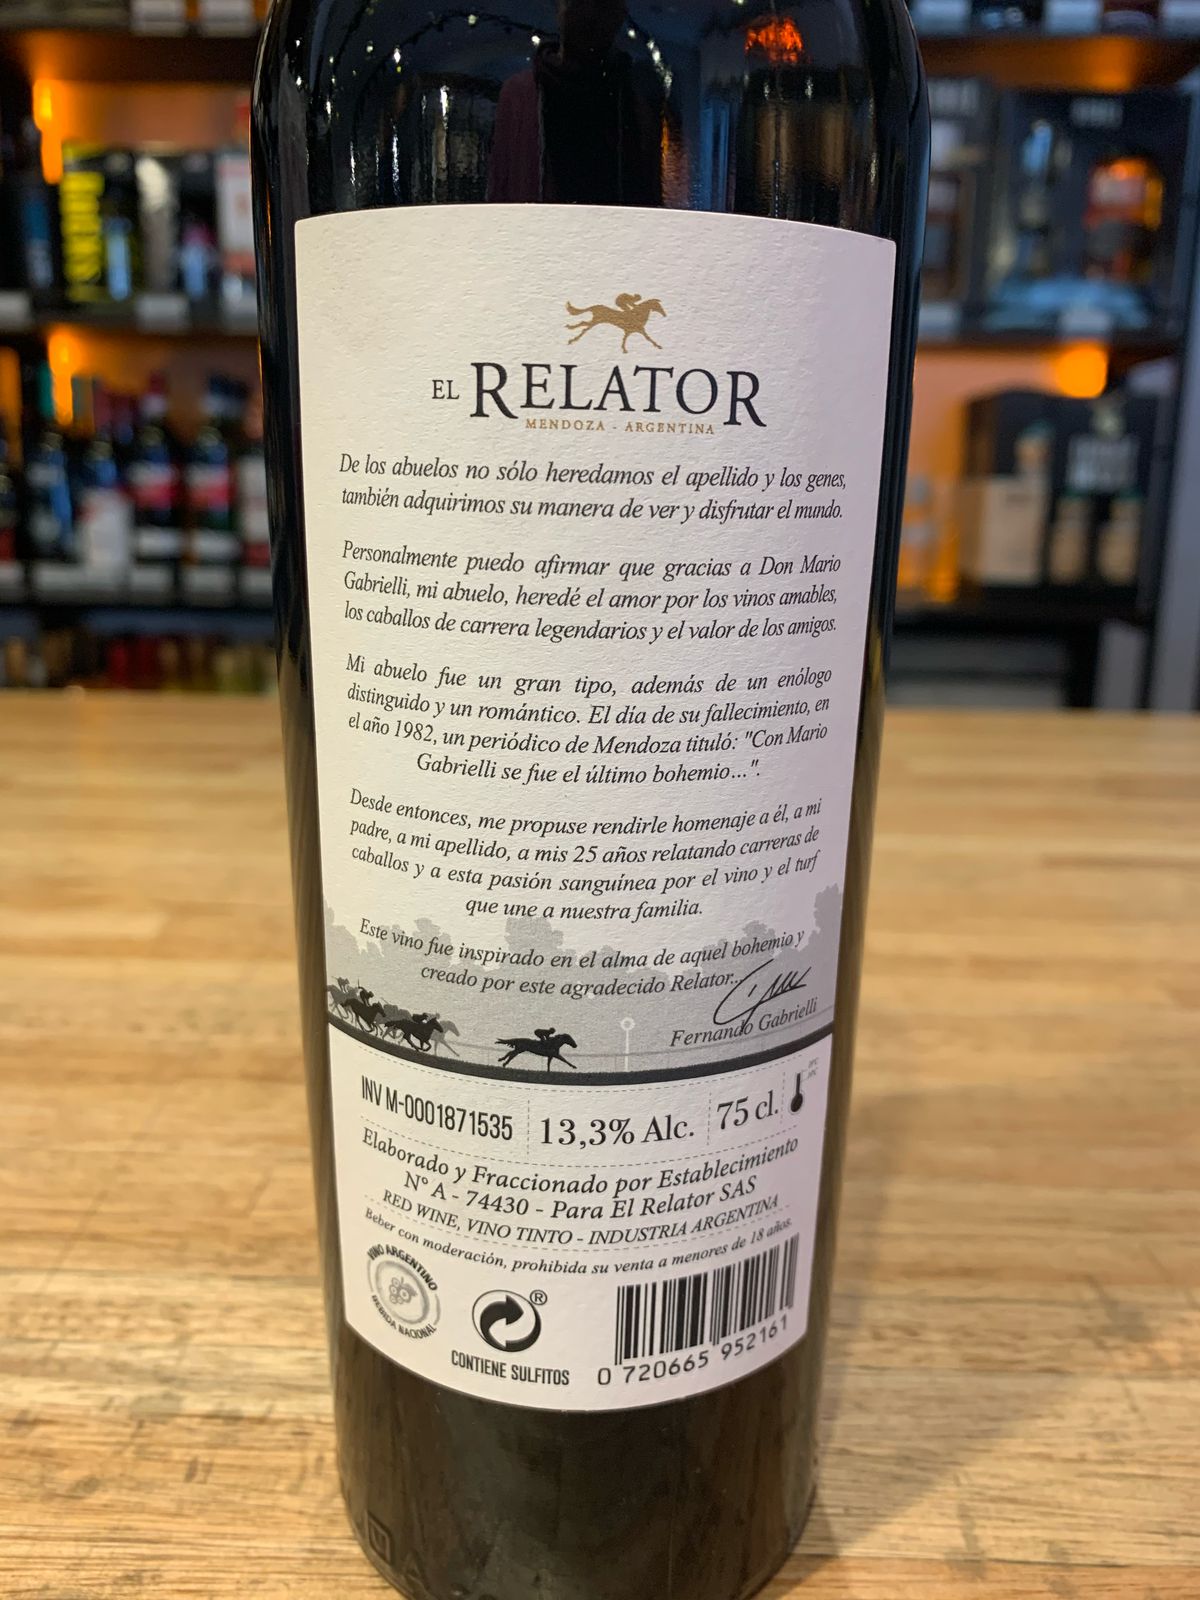 EL RELATOR
MENDOZA - ARGENTINA
De los abuelos no sólo heredamos el apellido y los genes,
también adquirimos su manera de ver y disfrutar el mundo.
Personalmente puedo afirmar que gracias a Don Mario
Gabrielli, mi abuelo, heredé el amor por los vinos amables,
los caballos de carrera legendarios y el valor de los amigos.
Mi abuelo fue un gran tipo, además de un enólogo
distinguido y un romántico. El día de su fallecimiento, en
el año 1982, un periódico de Mendoza tituló: "Con Mario
Gabrielli se fue el último bohemio...".
Desde entonces, me propuse rendirle homenaje a él, a mi
padre, a mi apellido, a mis 25 años relatando carreras de
caballos y a esta pasión sanguínea por el vino y el turf
que une a nuestra familia.
Este vino fue inspirado en el alma de aquel bohemio y
creado por este agradecido Relator..
Fernando Gabrielli
INV M-0001871535
13,3% Alc.
75 cl.
Elaborado y Fraccionado por Establecimiento
N° A - 74430 - Para El Relator SAS
RED WINE, VINO TINTO - INDUSTRIA ARGENTINA
Beber con moderación, prohibida su venta a menores de 18 años.
VINO ARGENTINO
BEBIDA NACIONAL
®
CONTIENE SULFITOS
0 720665 952161